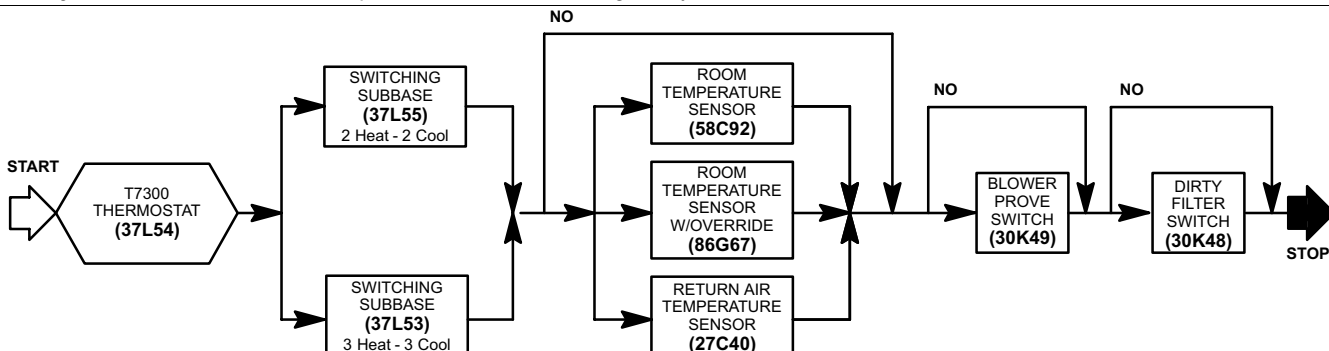 START
T7300
THERMOSTAT
(37L54)
SWITCHING
SUBBASE
(37L55)
2 Heat - 2 Cool
SWITCHING
SUBBASE
(37L53)
3 Heat - 3 Cool
NO
ROOM
TEMPERATURE
SENSOR
(58C92)
ROOM
TEMPERATURE
SENSOR
W/OVERRIDE
(86G67)
RETURN AIR
TEMPERATURE
SENSOR
(27C40)
NO
BLOWER
PROVE
SWITCH
(30K49)
NO
DIRTY
FILTER
SWITCH
(30K48)
STOP